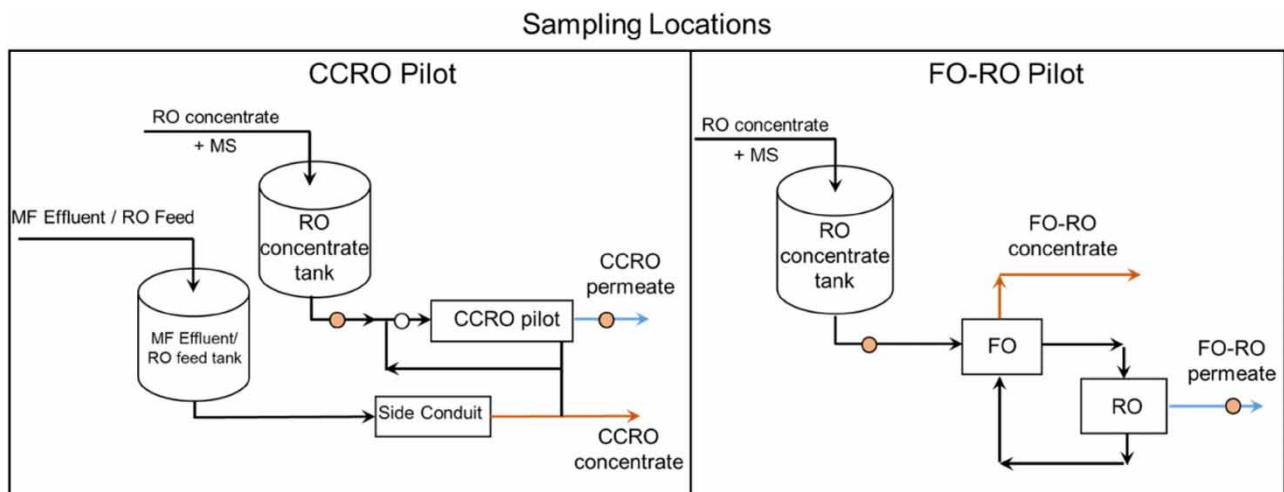 Sampling Locations
CCRO Pilot
RO concentrate
+ MS
MF Effluent / RO Feed
RO
concentrate
tank
CCRO
permeate
CCRO pilot
MF Effluent/
RO feed tank
Side Conduit
CCRO
concentrate
FO-RO Pilot
RO concentrate
+ MS
RO
concentrate
tank
FO-RO
concentrate
FO
FO-RO
permeate
RO